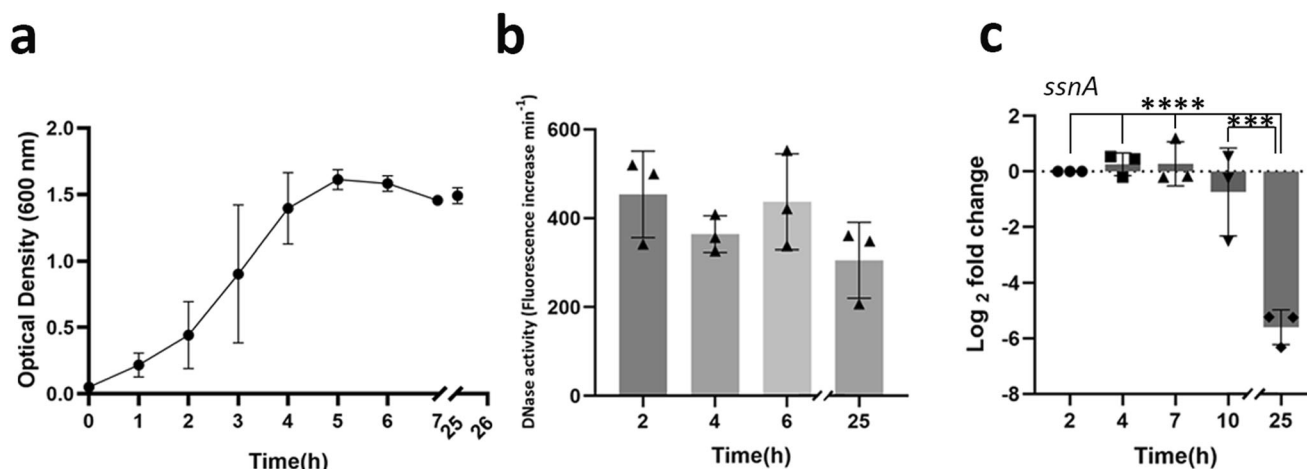 a
Optical Density (600 nm)
2.0
1.5
1.0
0.5
0.0
0 1 2 3 4 5 6 7 25 26
Time(h)
b
DNase activity (Fluorescence increase min⁻¹)
600
400
200
0
2 4 6 25
Time(h)
c
ssnA
****
***
Log 2 fold change
2
0
-2
-4
-6
-8
2 4 7 10 25
Time(h)